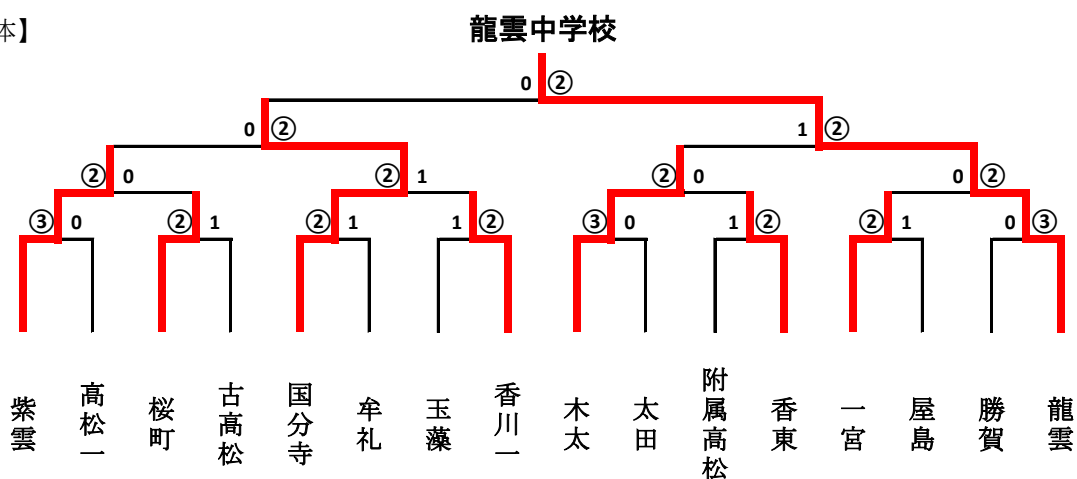 本】
龍雲中学校
0 ②
0 ② 1 ②
② 0 ② 1 ② 0 0 ②
③ 0 ② 1 ② 1 1 ② ③ 0 1 ② ② 1 0 ③
紫雲
高松一
桜町
古高松
国分寺
牟礼
玉藻
香川一
木太
太田
附属高松
香東
一宮
屋島
勝賀
龍雲